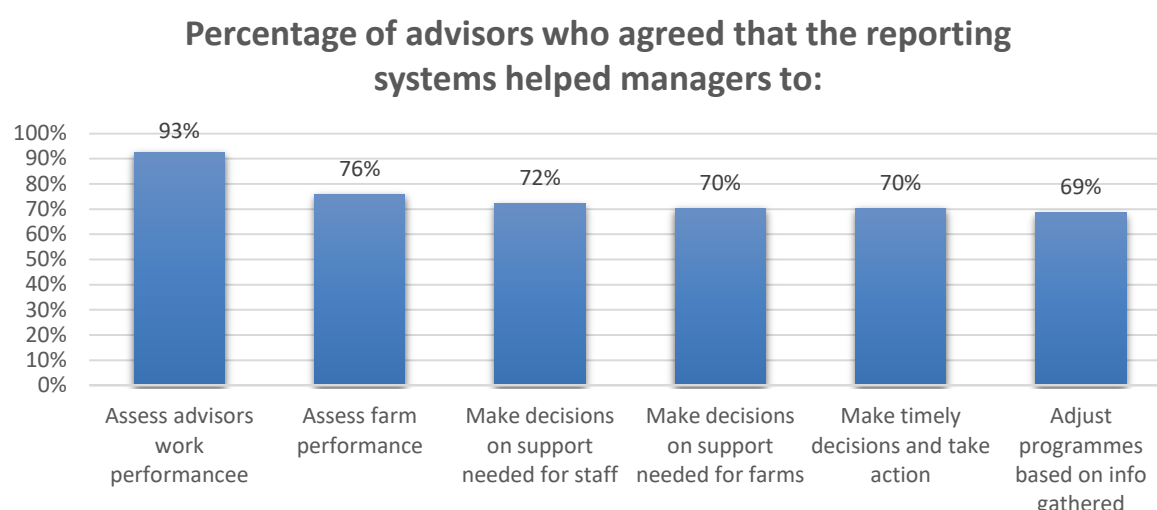 Percentage of advisors who agreed that the reporting
systems helped managers to:
100%
90%
80%
70%
60%
50%
40%
30%
20%
10%
0%
93%
76%
72%
70%
70%
69%
Assess advisors
work
performancee
Assess farm
performance
Make decisions
on support
needed for staff
Make decisions
on support
needed for farms
Make timely
decisions and take
action
Adjust
programmes
based on info
gathered